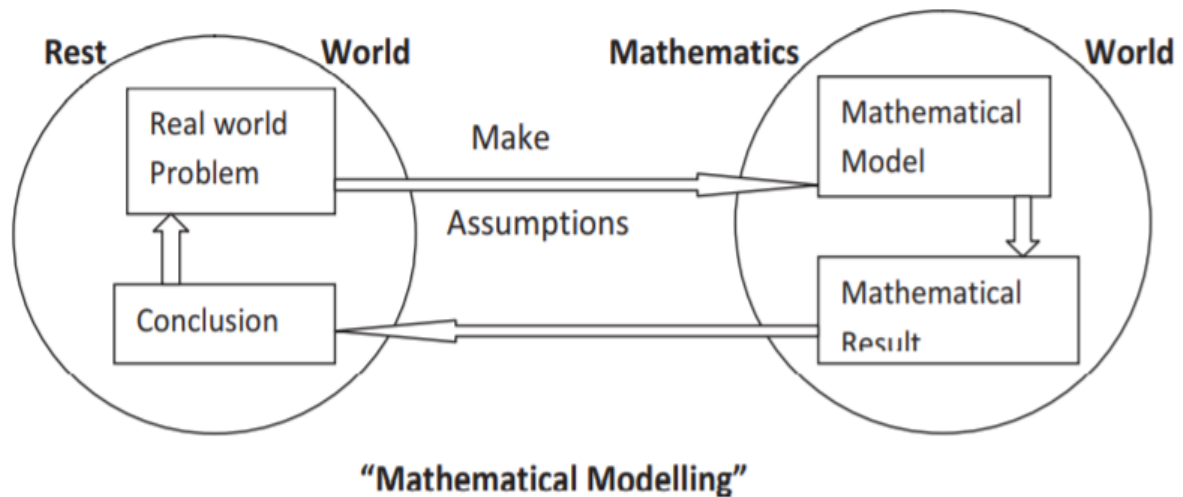 Rest World Mathematics World
Real world
Problem
Make
Assumptions
Mathematical
Model
Conclusion
Mathematical
Result
“Mathematical Modelling”